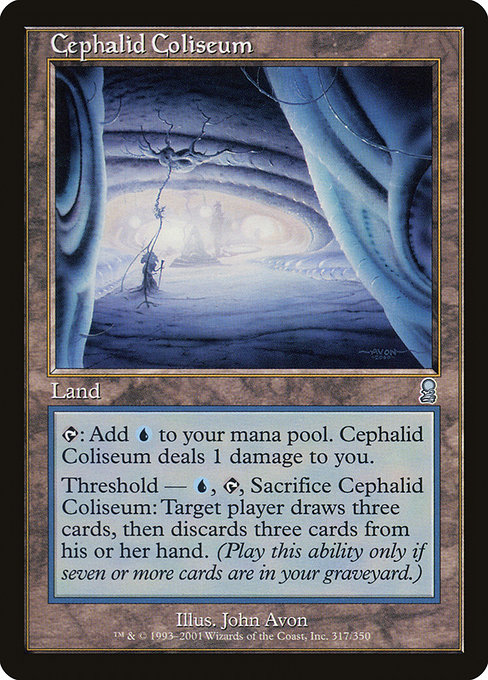 Cephalid Coliseum
AVON
2000
Land
: Add to your mana pool. Cephalid
Coliseum deals 1 damage to you.
Threshold — , , Sacrifice Cephalid
Coliseum: Target player draws three
cards, then discards three cards from
his or her hand. (Play this ability only if
seven or more cards are in your graveyard.)
Illus. John Avon
™ & © 1993–2001 Wizards of the Coast, Inc. 317/350